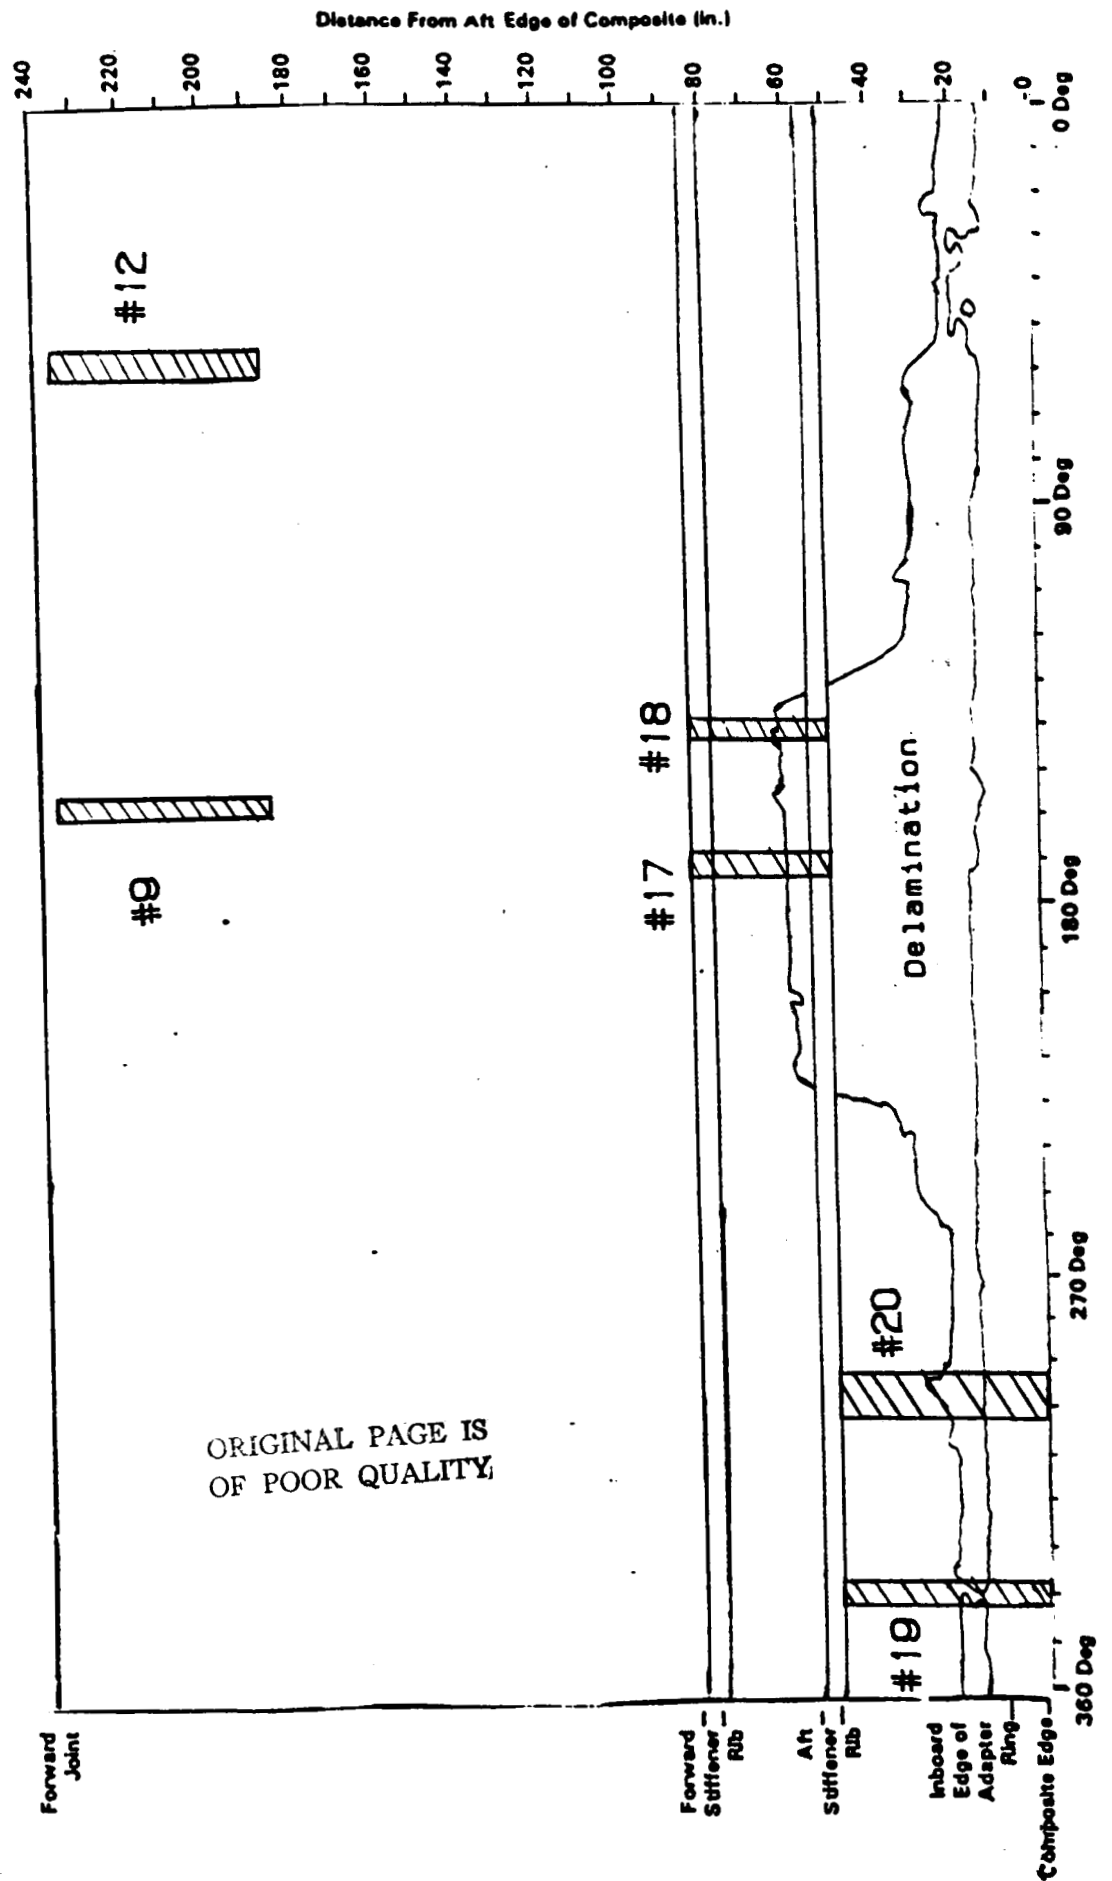 Distance From Aft Edge of Composite (In.)
240
220
200
180
160
140
120
100
80
60
40
20
0
0 Deg
90 Deg
180 Deg
270 Deg
360 Deg
#12
#9
#18
#17
Delamination
#20
#19
ORIGINAL PAGE IS
OF POOR QUALITY
Forward
Joint
Forward
Stiffener
Rib
Aft
Stiffener
Rib
Inboard
Edge of
Adapter
Ring
Composite Edge